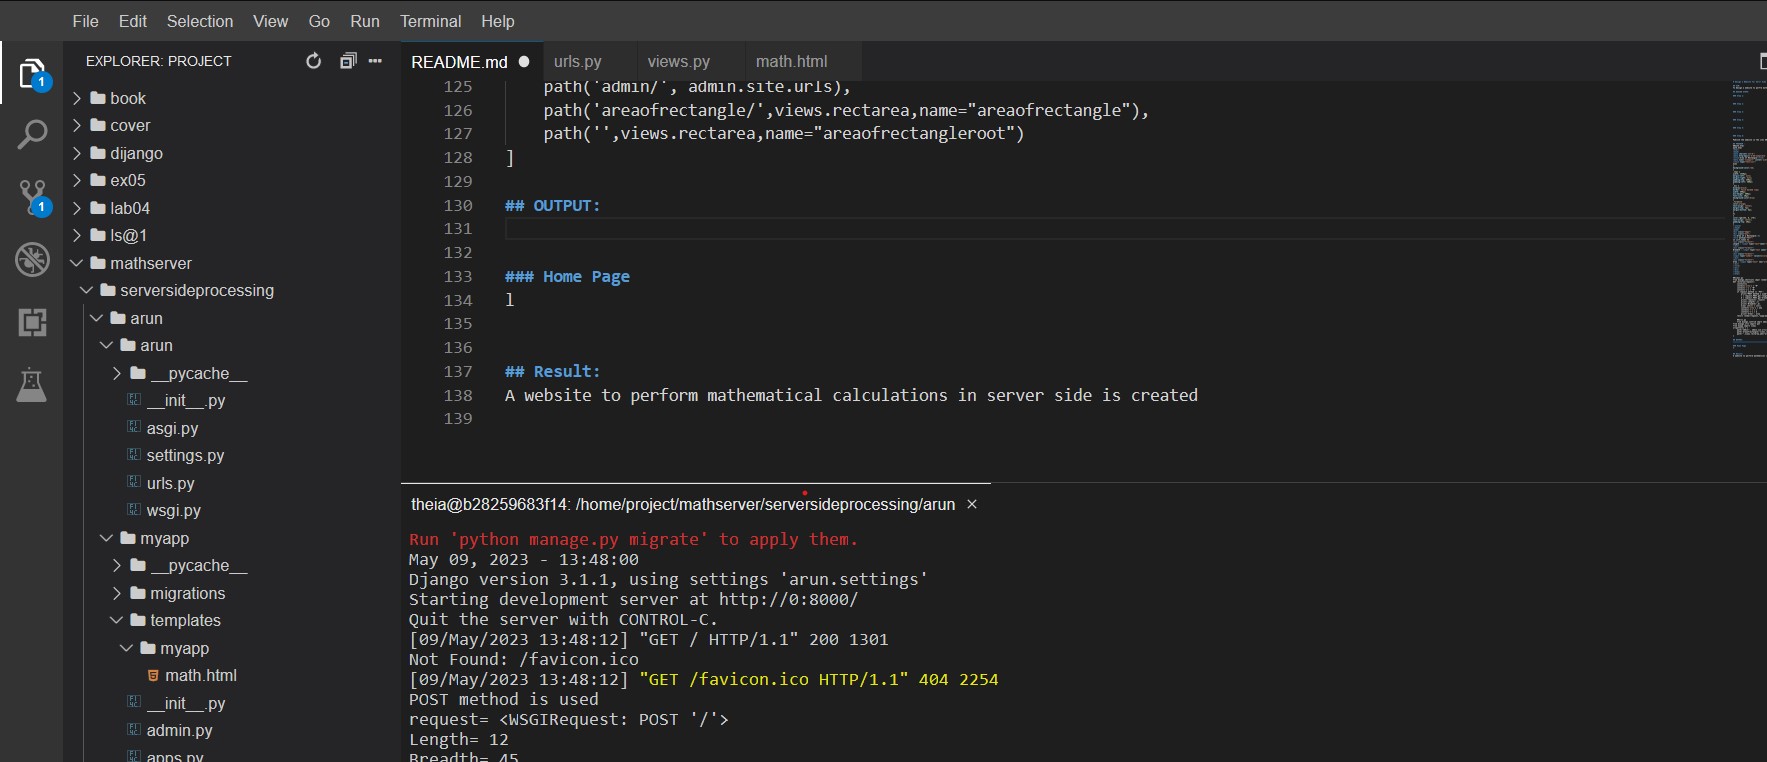 File Edit Selection View Go Run Terminal Help
EXPLORER: PROJECT
README.md urls.py views.py math.html
1
1
book
cover
dijango
ex05
lab04
ls@1
mathserver
serversideprocessing
arun
arun
__pycache__
__init__.py
asgi.py
settings.py
urls.py
wsgi.py
myapp
__pycache__
migrations
templates
myapp
math.html
__init__.py
admin.py
apps.py
125 path('admin/', admin.site.urls),
126 path('areaofrectangle/',views.rectarea,name="areaofrectangle"),
127 path('',views.rectarea,name="areaofrectangleroot")
128 ]
129
130 ## OUTPUT:
131
132
133 ### Home Page
134 l
135
136
137 ## Result:
138 A website to perform mathematical calculations in server side is created
139
theia@b28259683f14: /home/project/mathserver/serversideprocessing/arun
Run 'python manage.py migrate' to apply them.
May 09, 2023 - 13:48:00
Django version 3.1.1, using settings 'arun.settings'
Starting development server at http://0:8000/
Quit the server with CONTROL-C.
[09/May/2023 13:48:12] "GET / HTTP/1.1" 200 1301
Not Found: /favicon.ico
[09/May/2023 13:48:12] "GET /favicon.ico HTTP/1.1" 404 2254
POST method is used
request= <WSGIRequest: POST '/'>
Length= 12
Breadth= 45